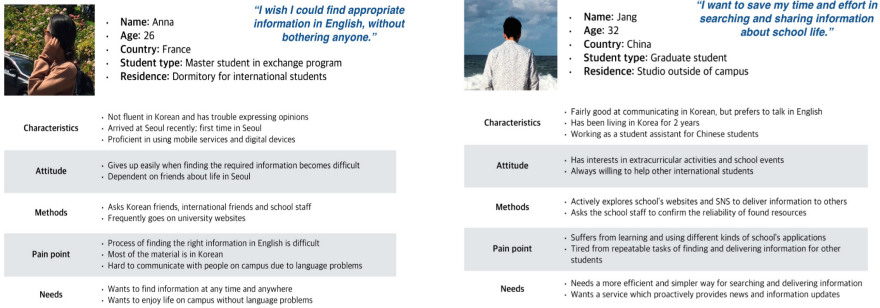 "I wish I could find appropriate
information in English, without
bothering anyone."
· Name: Anna
· Age: 26
· Country: France
· Student type: Master student in exchange program
· Residence: Dormitory for international students
Characteristics
· Not fluent in Korean and has trouble expressing opinions
· Arrived at Seoul recently; first time in Seoul
· Proficient in using mobile services and digital devices
Attitude
· Gives up easily when finding the required information becomes difficult
· Dependent on friends about life in Seoul
Methods
· Asks Korean friends, international friends and school staff
· Frequently goes on university websites
Pain point
· Process of finding the right information in English is difficult
· Most of the material is in Korean
· Hard to communicate with people on campus due to language problems
Needs
· Wants to find information at any time and anywhere
· Wants to enjoy life on campus without language problems
"I want to save my time and effort in
searching and sharing information
about school life."
· Name: Jang
· Age: 32
· Country: China
· Student type: Graduate student
· Residence: Studio outside of campus
Characteristics
· Fairly good at communicating in Korean, but prefers to talk in English
· Has been living in Korea for 2 years
· Working as a student assistant for Chinese students
Attitude
· Has interests in extracurricular activities and school events
· Always willing to help other international students
Methods
· Actively explores school's websites and SNS to deliver information to others
· Asks the school staff to confirm the reliability of found resources
Pain point
· Suffers from learning and using different kinds of school's applications
· Tired from repeatable tasks of finding and delivering information for other
students
Needs
· Needs a more efficient and simpler way for searching and delivering information
· Wants a service which proactively provides news and information updates